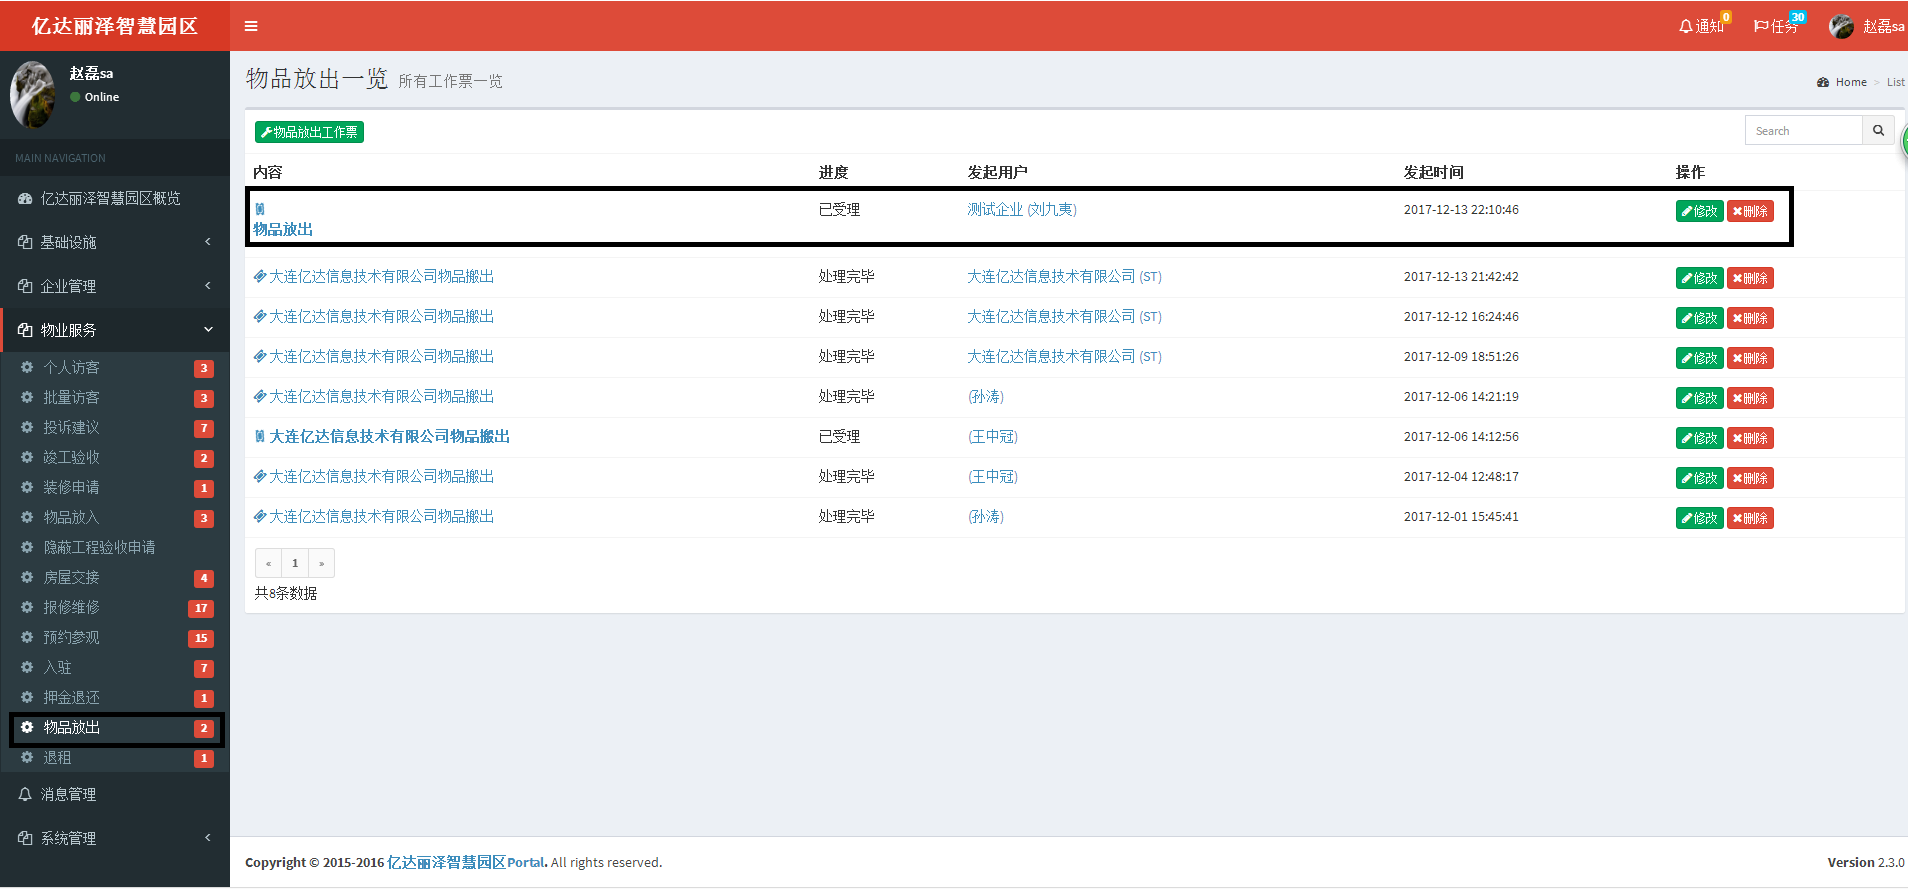 亿达丽泽智慧园区
通知 0
任务 30
赵磊sa
赵磊sa
Online
MAIN NAVIGATION
亿达丽泽智慧园区概览
基础设施
企业管理
物业服务
个人访客 3
批量访客 3
投诉建议 7
竣工验收 2
装修申请 1
物品放入 3
隐蔽工程验收申请
房屋交接 4
报修维修 17
预约参观 15
入驻 7
押金退还 1
物品放出 2
退租 1
消息管理
系统管理
物品放出一览 所有工作票一览
Home > List
物品放出工作票
Search
内容 进度 发起用户 发起时间 操作
物品放出 已受理 测试企业 (刘九夷) 2017-12-13 22:10:46 修改 删除
大连亿达信息技术有限公司物品搬出 处理完毕 大连亿达信息技术有限公司 (ST) 2017-12-13 21:42:42 修改 删除
大连亿达信息技术有限公司物品搬出 处理完毕 大连亿达信息技术有限公司 (ST) 2017-12-12 16:24:46 修改 删除
大连亿达信息技术有限公司物品搬出 处理完毕 大连亿达信息技术有限公司 (ST) 2017-12-09 18:51:26 修改 删除
大连亿达信息技术有限公司物品搬出 处理完毕 (孙涛) 2017-12-06 14:21:19 修改 删除
大连亿达信息技术有限公司物品搬出 已受理 (王中冠) 2017-12-06 14:12:56 修改 删除
大连亿达信息技术有限公司物品搬出 处理完毕 (王中冠) 2017-12-04 12:48:17 修改 删除
大连亿达信息技术有限公司物品搬出 处理完毕 (孙涛) 2017-12-01 15:45:41 修改 删除
« 1 »
共8条数据
Copyright © 2015-2016 亿达丽泽智慧园区Portal. All rights reserved.
Version 2.3.0